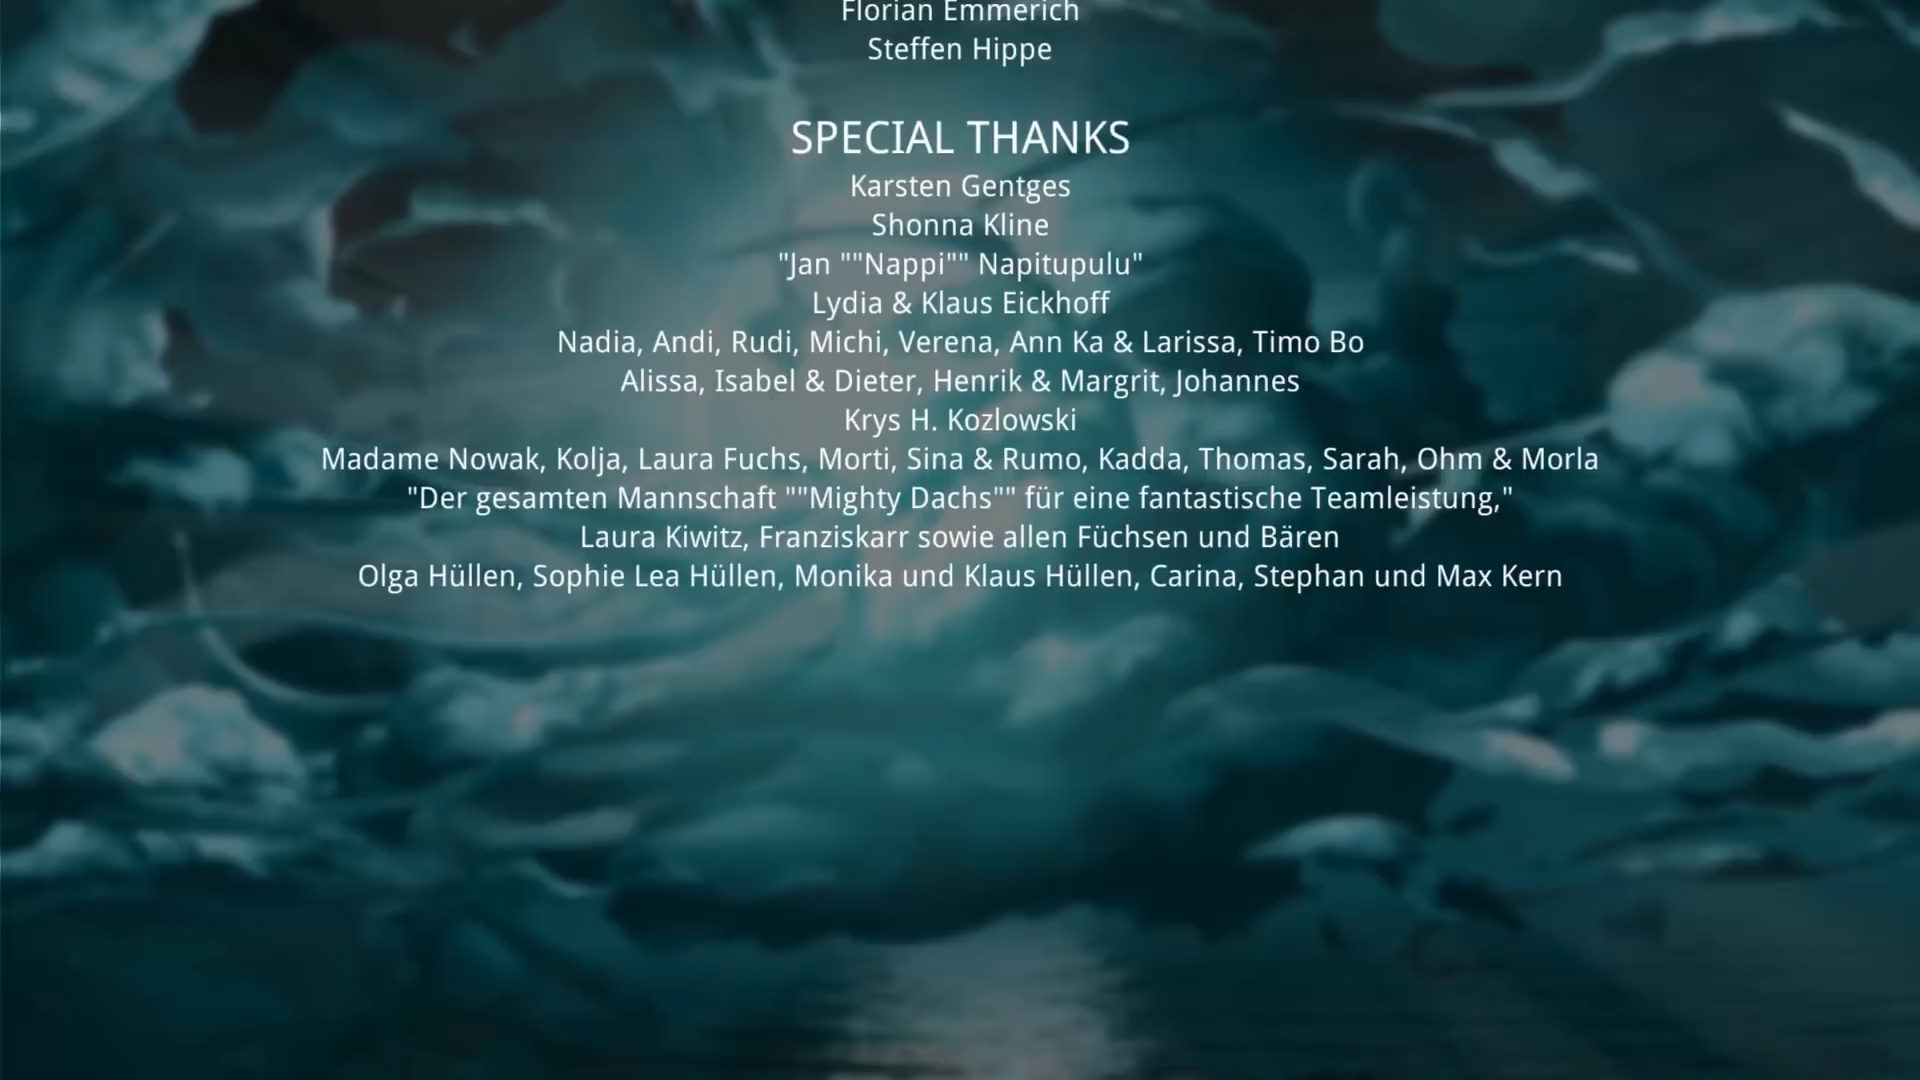 Florian Emmerich
Steffen Hippe
SPECIAL THANKS
Karsten Gentges
Shonna Kline
"Jan ""Nappi"" Napitupulu"
Lydia & Klaus Eickhoff
Nadia, Andi, Rudi, Michi, Verena, Ann Ka & Larissa, Timo Bo
Alissa, Isabel & Dieter, Henrik & Margrit, Johannes
Krys H. Kozlowski
Madame Nowak, Kolja, Laura Fuchs, Morti, Sina & Rumo, Kadda, Thomas, Sarah, Ohm & Morla
"Der gesamten Mannschaft ""Mighty Dachs"" für eine fantastische Teamleistung,"
Laura Kiwitz, Franziskarr sowie allen Füchsen und Bären
Olga Hüllen, Sophie Lea Hüllen, Monika und Klaus Hüllen, Carina, Stephan und Max Kern